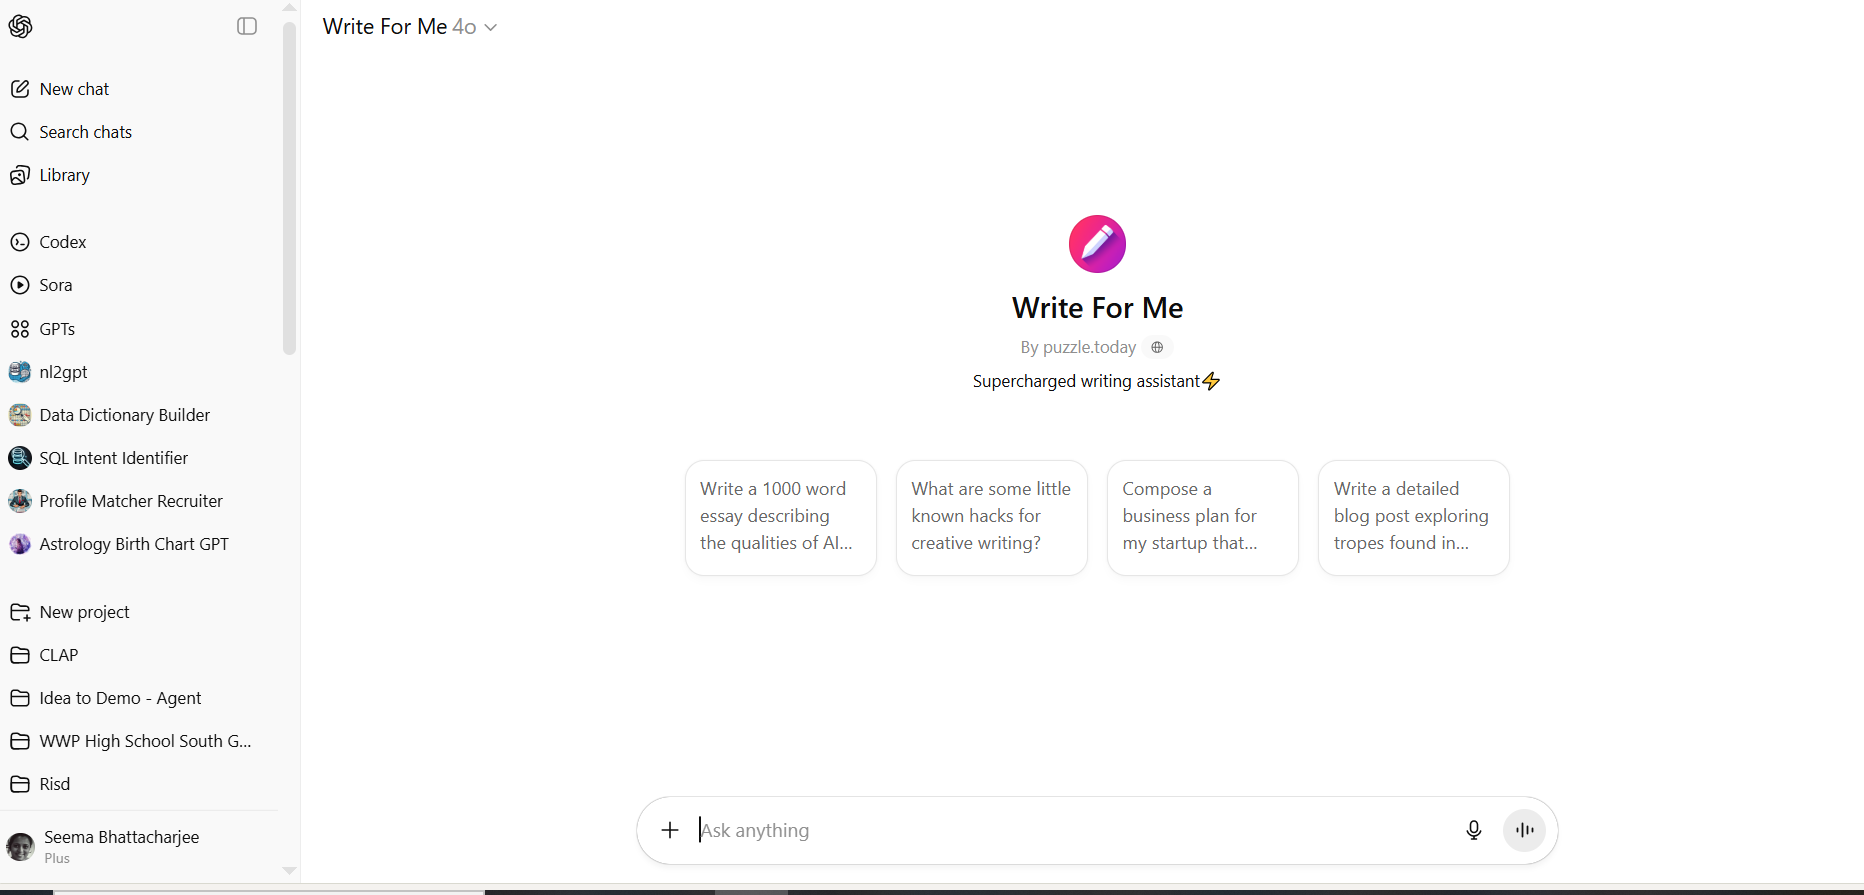 Write For Me 4o
New chat
Search chats
Library
Codex
Sora
GPTs
nl2gpt
Data Dictionary Builder
SQL Intent Identifier
Profile Matcher Recruiter
Astrology Birth Chart GPT
New project
CLAP
Idea to Demo - Agent
WWP High School South G...
Risd
Seema Bhattacharjee
Plus
Write For Me
By puzzle.today
Supercharged writing assistant⚡
Write a 1000 word
essay describing
the qualities of AI...
What are some little
known hacks for
creative writing?
Compose a
business plan for
my startup that...
Write a detailed
blog post exploring
tropes found in...
Ask anything